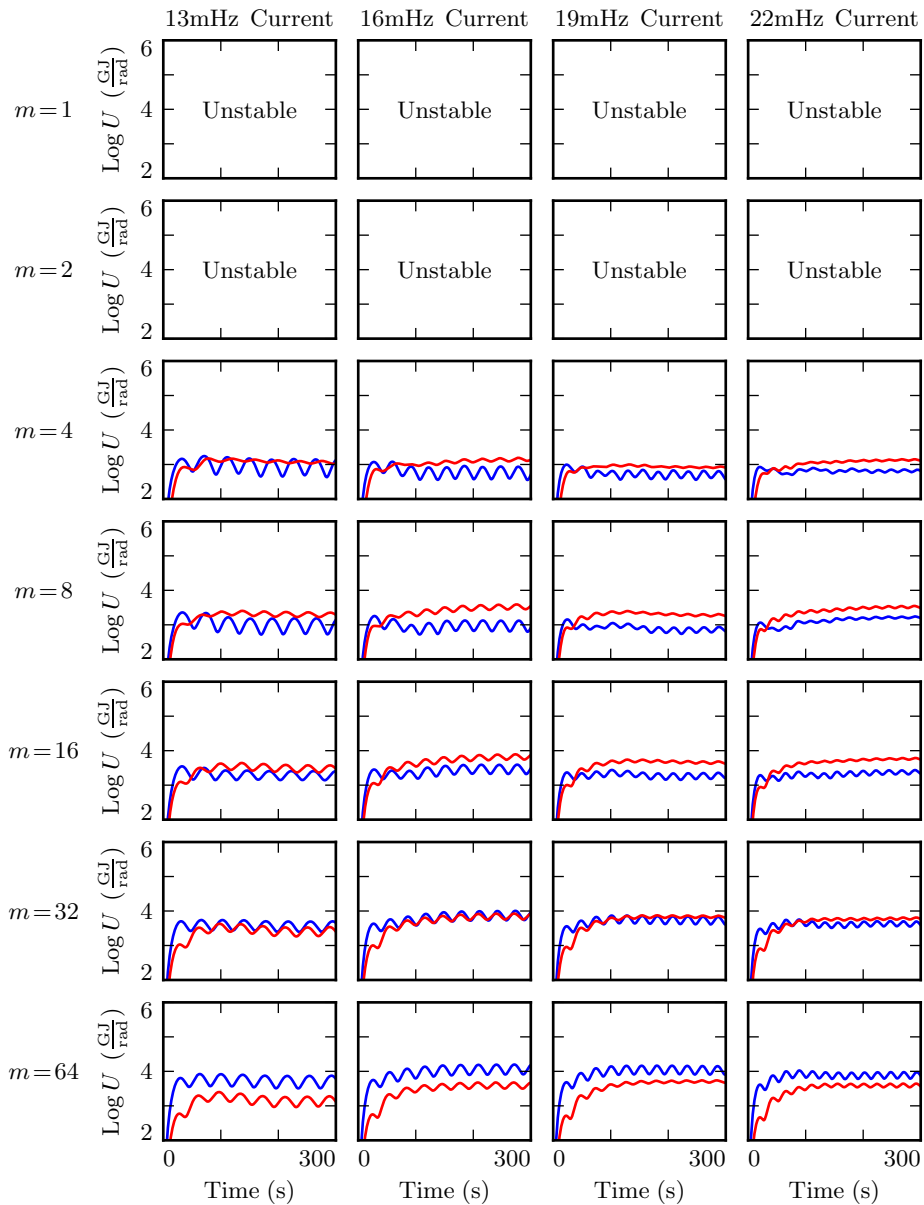 13mHz Current 16mHz Current 19mHz Current 22mHz Current
m=1 Log U (GJ/rad) 6 4 2 Unstable Unstable Unstable Unstable
m=2 Log U (GJ/rad) 6 4 2 Unstable Unstable Unstable Unstable
m=4 Log U (GJ/rad) 6 4 2
m=8 Log U (GJ/rad) 6 4 2
m=16 Log U (GJ/rad) 6 4 2
m=32 Log U (GJ/rad) 6 4 2
m=64 Log U (GJ/rad) 6 4 2
0 300 0 300 0 300 0 300
Time (s) Time (s) Time (s) Time (s)